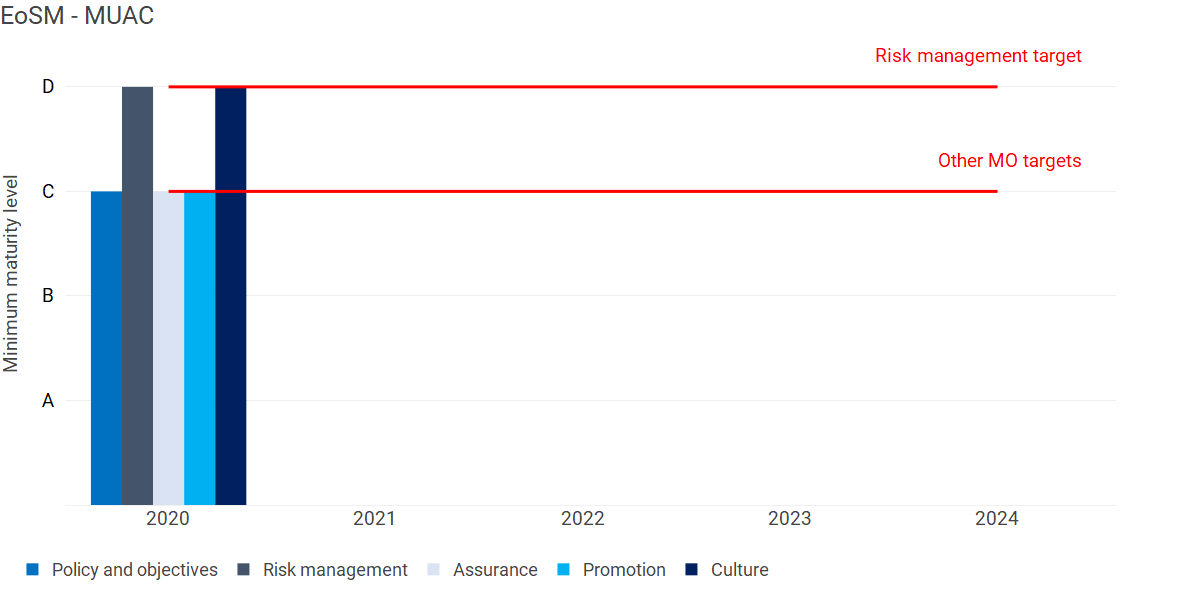 EoSM - MUAC
Risk management target
D
Other MO targets
C
Minimum maturity level
B
A
2020 2021 2022 2023 2024
Policy and objectives Risk management Assurance Promotion Culture